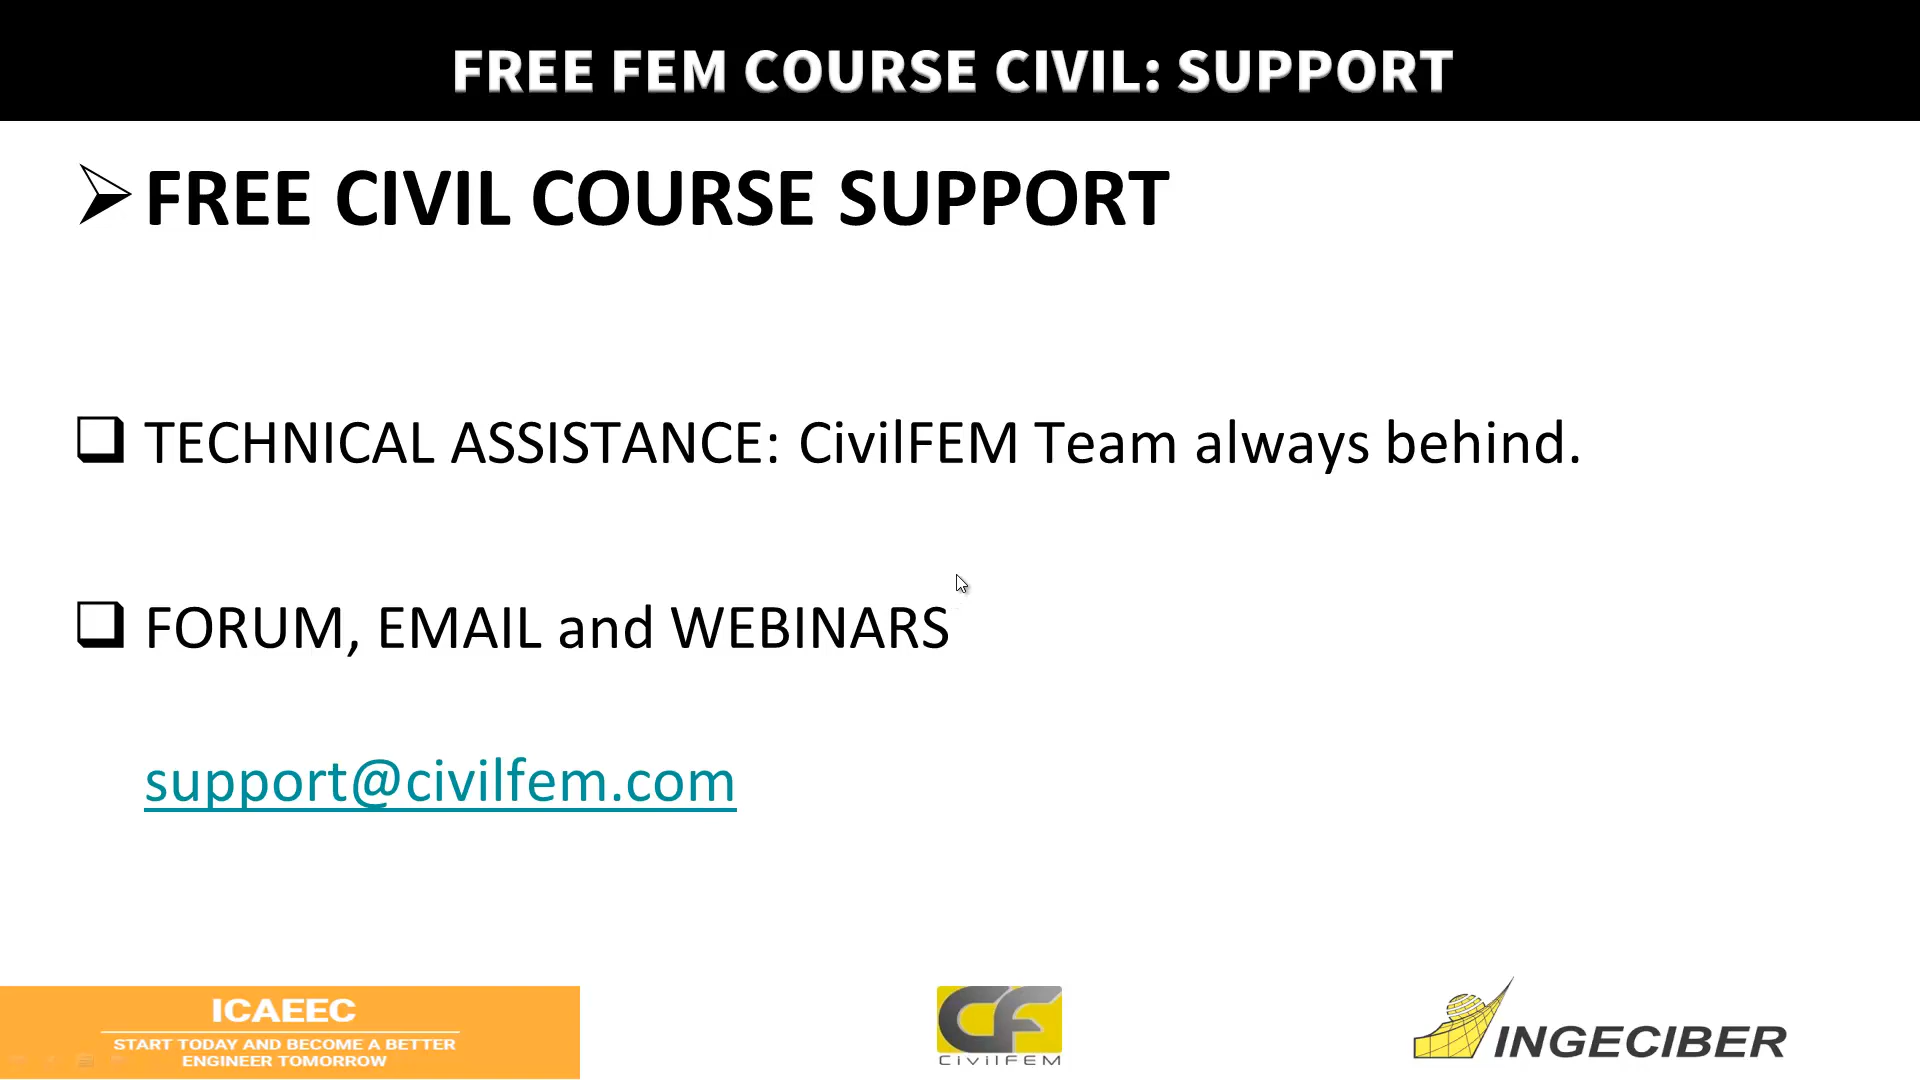 FREE FEM COURSE CIVIL: SUPPORT
FREE CIVIL COURSE SUPPORT
TECHNICAL ASSISTANCE: CivilFEM Team always behind.
FORUM, EMAIL and WEBINARS
support@civilfem.com
ICAEEC
START TODAY AND BECOME A BETTER
ENGINEER TOMORROW
CF
CIVILFEM
INGECIBER